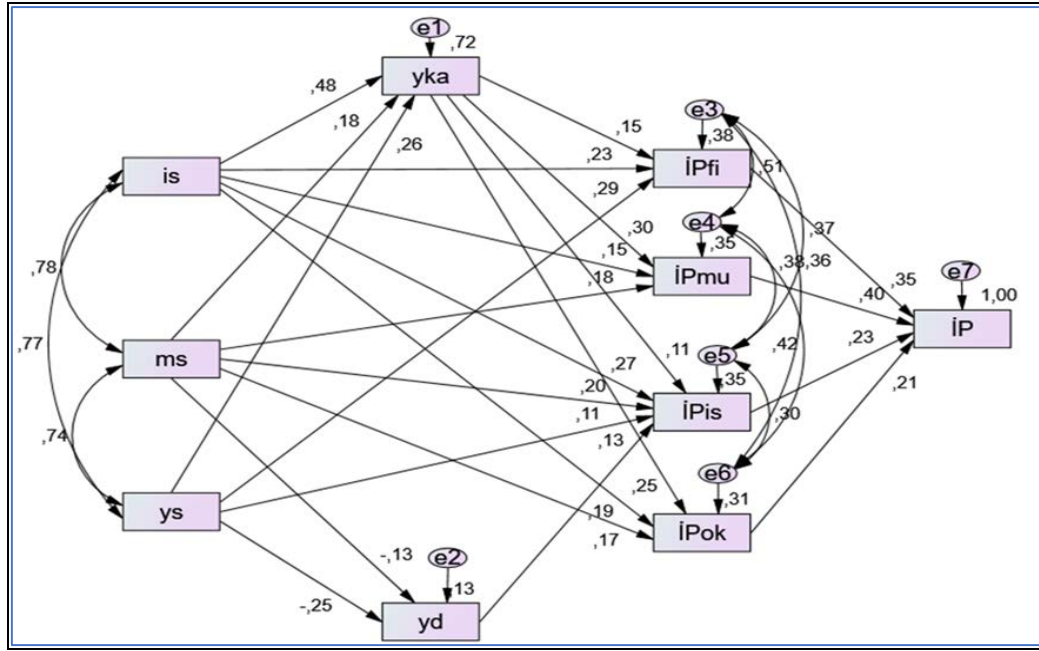 e1
,72
yka
,48
,18
,26
e3
,38
,15
,23
İPfi
is
,29
,51
e4
,35
,30
,15
İPmu
,18
,37
,38
,36
e7
,35
1,00
,40
İP
,78
,77
ms
,42
,23
,11
e5
,35
,27
,20
İPis
,21
,11
,13
,30
,74
e6
ys
,25
,31
,19
İPok
,17
-,13
e2
,13
-,25
yd